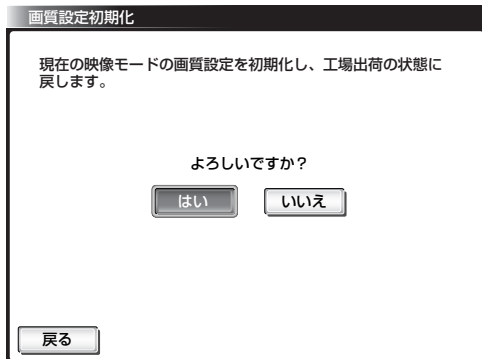 画質設定初期化
現在の映像モードの画質設定を初期化し、工場出荷の状態に
戻します。
よろしいですか？
はい いいえ
戻る